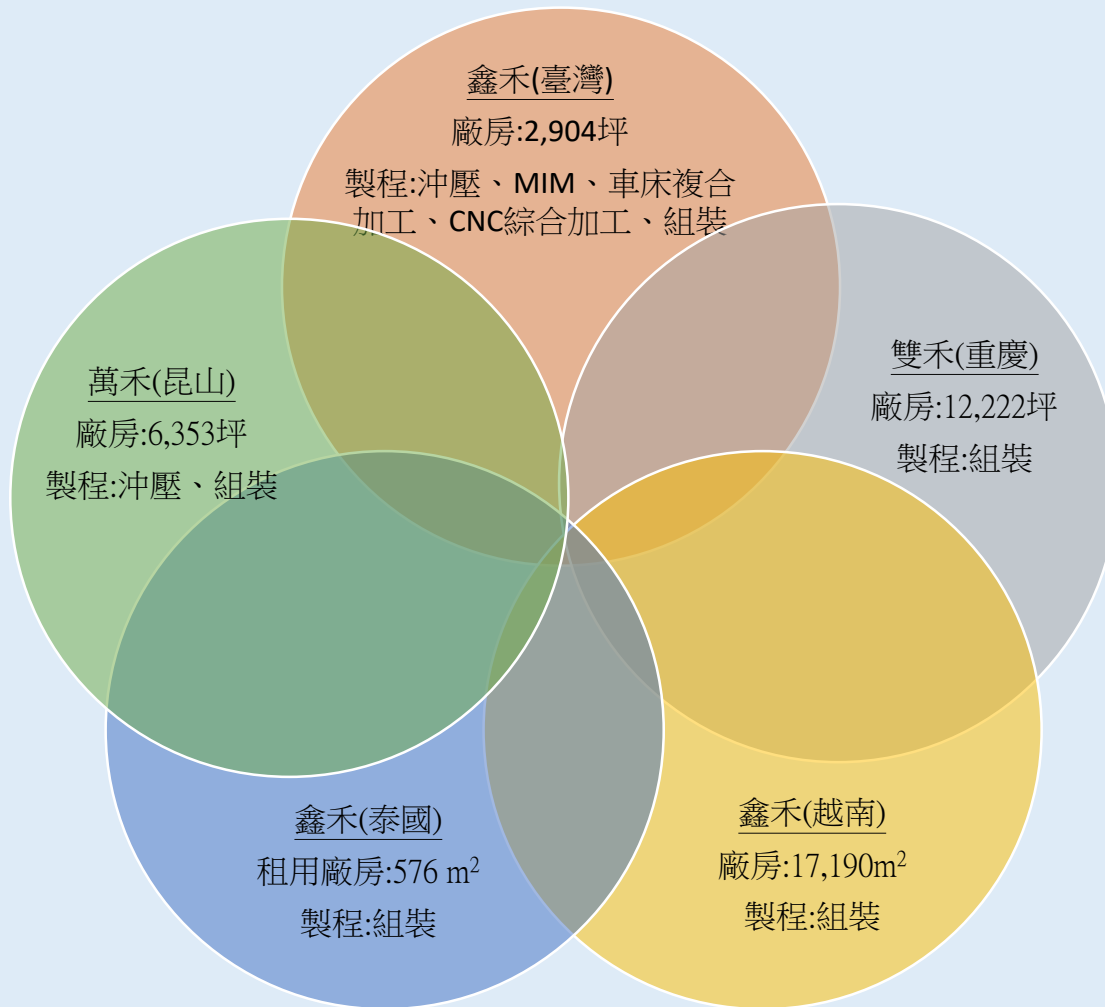 鑫禾(臺灣)
廠房:2,904坪
製程:沖壓、MIM、車床複合
加工、CNC綜合加工、組裝
雙禾(重慶)
廠房:12,222坪
製程:組裝
萬禾(昆山)
廠房:6,353坪
製程:沖壓、組裝
鑫禾(泰國)
租用廠房:576 m²
製程:組裝
鑫禾(越南)
廠房:17,190m²
製程:組裝